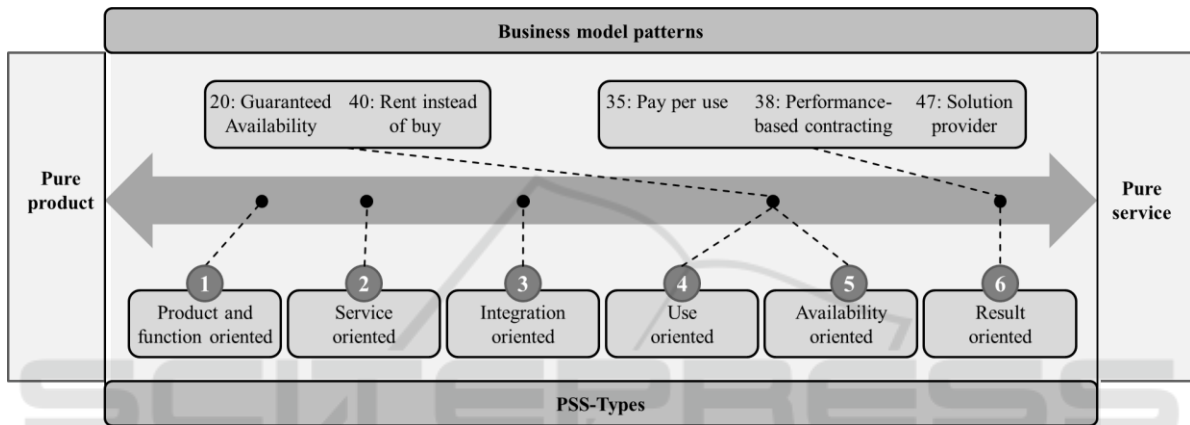 Business model patterns
20: Guaranteed
Availability
40: Rent instead
of buy
35: Pay per use
38: Performance-
based contracting
47: Solution
provider
Pure
product
Pure
service
1
Product and
function oriented
2
Service
oriented
3
Integration
oriented
4
Use
oriented
5
Availability
oriented
6
Result
oriented
SCITEPRESS
PSS-Types